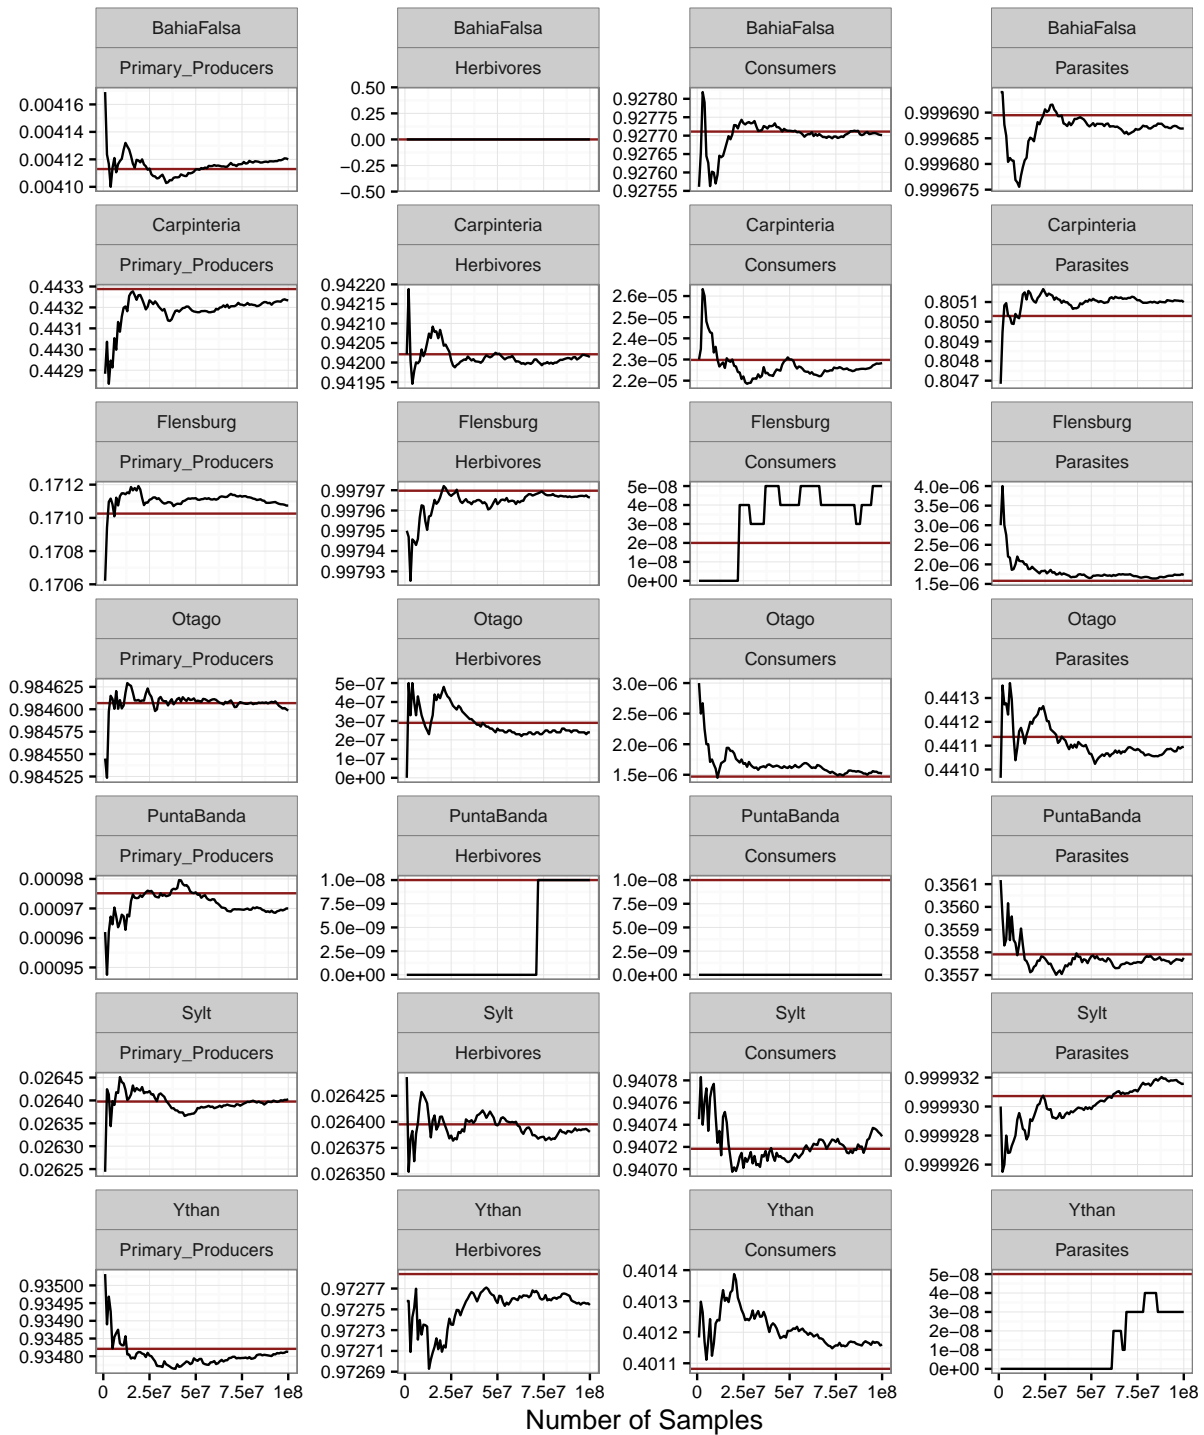 BahiaFalsa BahiaFalsa BahiaFalsa BahiaFalsa
Primary_Producers Herbivores Consumers Parasites
0.00416 0.00414 0.00412 0.00410
0.50 0.25 0.00 −0.25 −0.50
0.92780 0.92775 0.92770 0.92765 0.92760 0.92755
0.999690 0.999685 0.999680 0.999675
Carpinteria Carpinteria Carpinteria Carpinteria
Primary_Producers Herbivores Consumers Parasites
0.4433 0.4432 0.4431 0.4430 0.4429
0.94220 0.94215 0.94210 0.94205 0.94200 0.94195
2.6e−05 2.5e−05 2.4e−05 2.3e−05 2.2e−05
0.8051 0.8050 0.8049 0.8048 0.8047
Flensburg Flensburg Flensburg Flensburg
Primary_Producers Herbivores Consumers Parasites
0.1712 0.1710 0.1708 0.1706
0.99797 0.99796 0.99795 0.99794 0.99793
5e−08 4e−08 3e−08 2e−08 1e−08 0e+00
4.0e−06 3.5e−06 3.0e−06 2.5e−06 2.0e−06 1.5e−06
Otago Otago Otago Otago
Primary_Producers Herbivores Consumers Parasites
0.984625 0.984600 0.984575 0.984550 0.984525
5e−07 4e−07 3e−07 2e−07 1e−07 0e+00
3.0e−06 2.5e−06 2.0e−06 1.5e−06
0.44113 0.44112 0.44111 0.44110
PuntaBanda PuntaBanda PuntaBanda PuntaBanda
Primary_Producers Herbivores Consumers Parasites
0.00098 0.00097 0.00096 0.00095
1.0e−08 7.5e−09 5.0e−09 2.5e−09 0.0e+00
1.0e−08 7.5e−09 5.0e−09 2.5e−09 0.0e+00
0.3561 0.3560 0.3559 0.3558 0.3557
Sylt Sylt Sylt Sylt
Primary_Producers Herbivores Consumers Parasites
0.02645 0.02640 0.02635 0.02630 0.02625
0.026425 0.026400 0.026375 0.026350
0.94078 0.94076 0.94074 0.94072 0.94070
0.999932 0.999930 0.999928 0.999926
Ythan Ythan Ythan Ythan
Primary_Producers Herbivores Consumers Parasites
0.93500 0.93495 0.93490 0.93485 0.93480
0.97277 0.97275 0.97273 0.97271 0.97269
0.4014 0.4013 0.4012 0.4011
5e−08 4e−08 3e−08 2e−08 1e−08 0e+00
0 2.5e7 5e7 7.5e7 1e8 0 2.5e7 5e7 7.5e7 1e8 0 2.5e7 5e7 7.5e7 1e8 0 2.5e7 5e7 7.5e7 1e8
Number of Samples